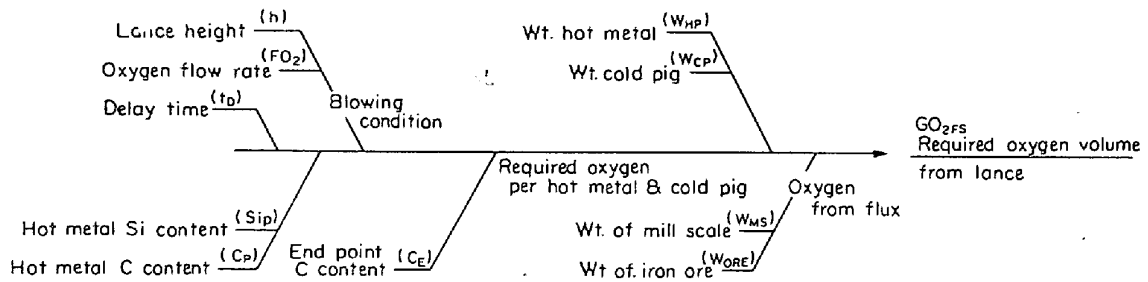 Lance height (h)
Oxygen flow rate (FO2)
Delay time (tD)
Blowing
condition
Wt. hot metal (WHP)
Wt. cold pig (WCP)
GO2FS
Required oxygen volume
from lance
Required oxygen
per hot metal & cold pig
Oxygen
from flux
Hot metal Si content (Sip)
Hot metal C content (CP)
End point
C content (CE)
Wt. of mill scale (WMS)
Wt of. iron ore (WORE)